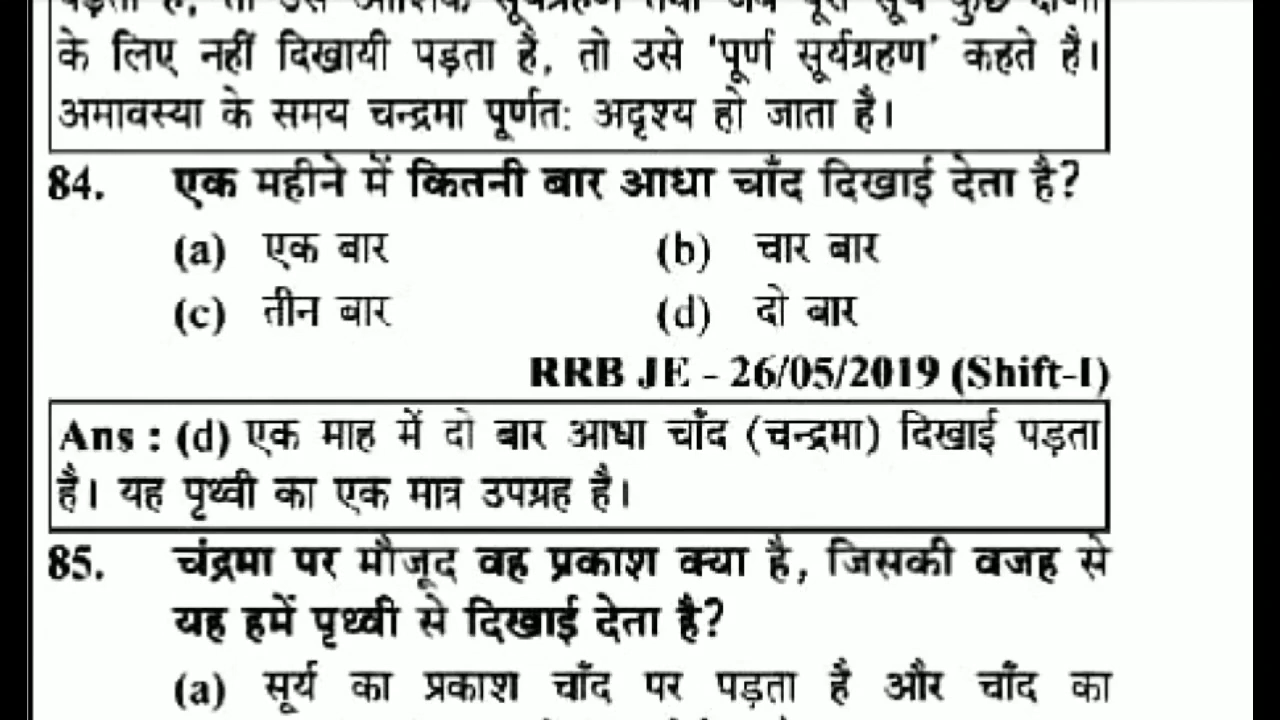 के लिए नहीं दिखायी पड़ता है, तो उसे 'पूर्ण सूर्यग्रहण' कहते है।
अमावस्या के समय चन्द्रमा पूर्णत: अदृश्य हो जाता है।
84. एक महीने में कितनी बार आधा चाँद दिखाई देता है?
(a) एक बार (b) चार बार
(c) तीन बार (d) दो बार
RRB JE - 26/05/2019 (Shift-I)
Ans : (d) एक माह में दो बार आधा चाँद (चन्द्रमा) दिखाई पड़ता
है। यह पृथ्वी का एक मात्र उपग्रह है।
85. चंद्रमा पर मौजूद वह प्रकाश क्या है, जिसकी वजह से
यह हमें पृथ्वी से दिखाई देता है?
(a) सूर्य का प्रकाश चाँद पर पड़ता है और चाँद का